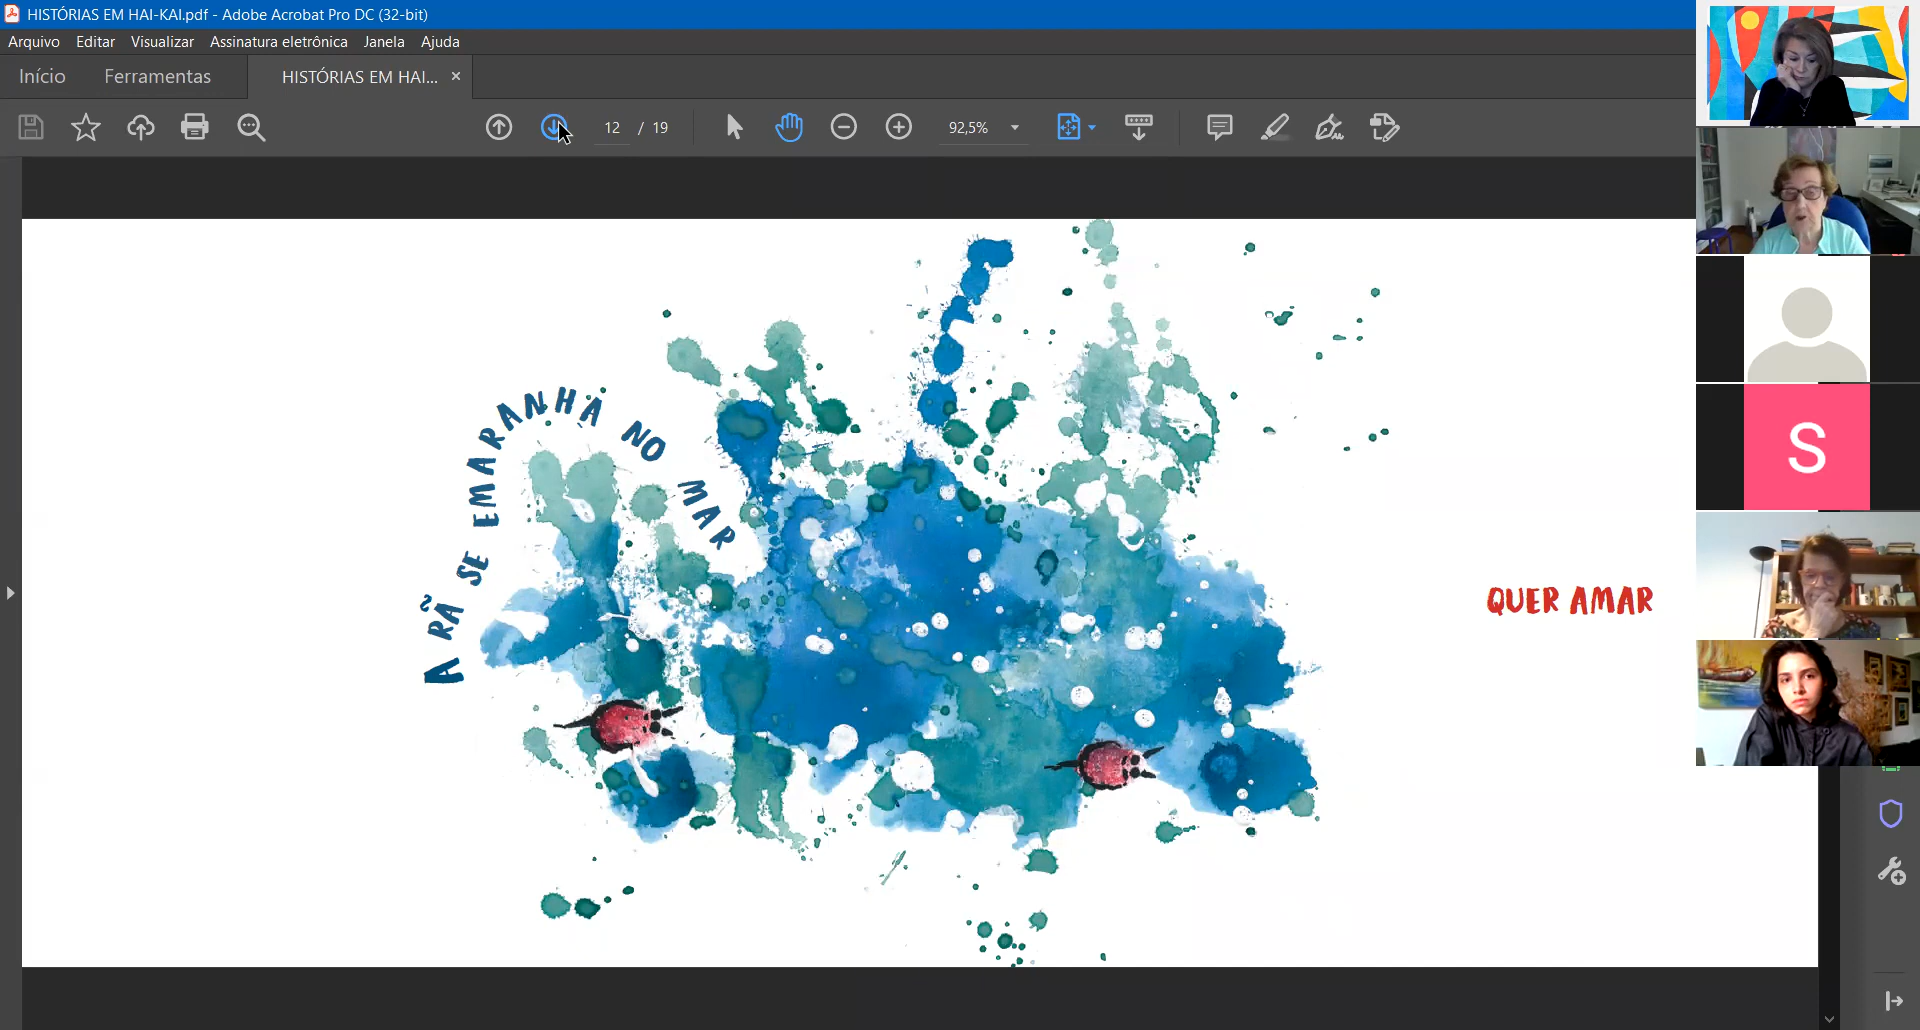 HISTÓRIAS EM HAI-KAI.pdf - Adobe Acrobat Pro DC (32-bit)
Arquivo Editar Visualizar Assinatura eletrônica Janela Ajuda
Início Ferramentas HISTÓRIAS EM HAI... ×
12 / 19 92,5%
A RÃ SE EMARANHA NO MAR
QUER AMAR
S